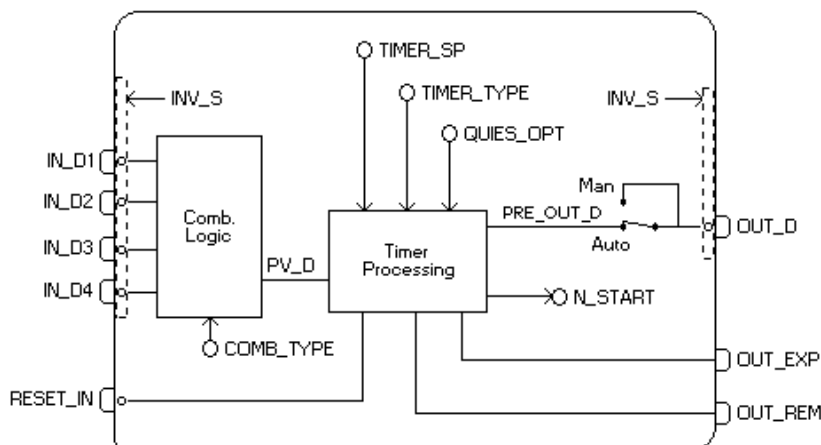 TIMER_SP
INV_S
TIMER_TYPE
INV_S
QUIES_OPT
IN_D1
IN_D2
IN_D3
IN_D4
Comb.
Logic
Man
PRE_OUT_D
OUT_D
Auto
Timer
Processing
PV_D
N_START
COMB_TYPE
OUT_EXP
RESET_IN
OUT_REM